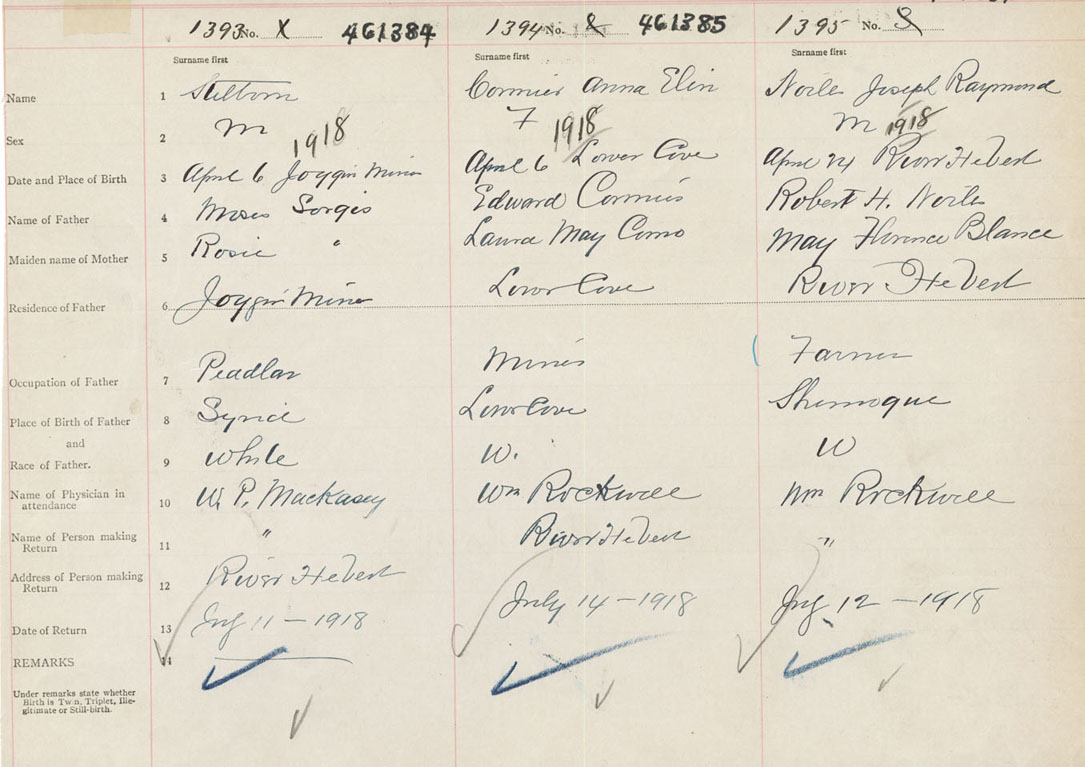 1393 No. X 461384 1394 No. & 461385 1395 No. 3
Surname first Surname first Surname first
Name 1 Stilborn Cormier Anna Elin Noiles Joseph Raymond
Sex 2 M 1918 F 1918 M 1918
Date and Place of Birth 3 April 6 Joggin Mines April 6 Lower Cove April 24 River Hebert
Name of Father 4 Moses Sorgis Edward Cormier Robert H. Noiles
Maiden name of Mother 5 Rosie " Laura May Como May Florence Blance
Residence of Father 6 Joggin Mines Lower Cove River Hebert
Occupation of Father 7 Peadlar Miner Farmer
Place of Birth of Father 8 Syria Lower Cove Shemogue
and
Race of Father. 9 White W. W
Name of Physician in attendance 10 W. P. Mackasey Wm Rockwell Wm Rockwell
Name of Person making Return 11 " River Hebert "
Address of Person making Return 12 River Hebert
Date of Return 13 July 11 - 1918 July 14 - 1918 July 12 - 1918
REMARKS 14
Under remarks state whether
Birth is Twin, Triplet, Ille-
gitimate or Still-birth.